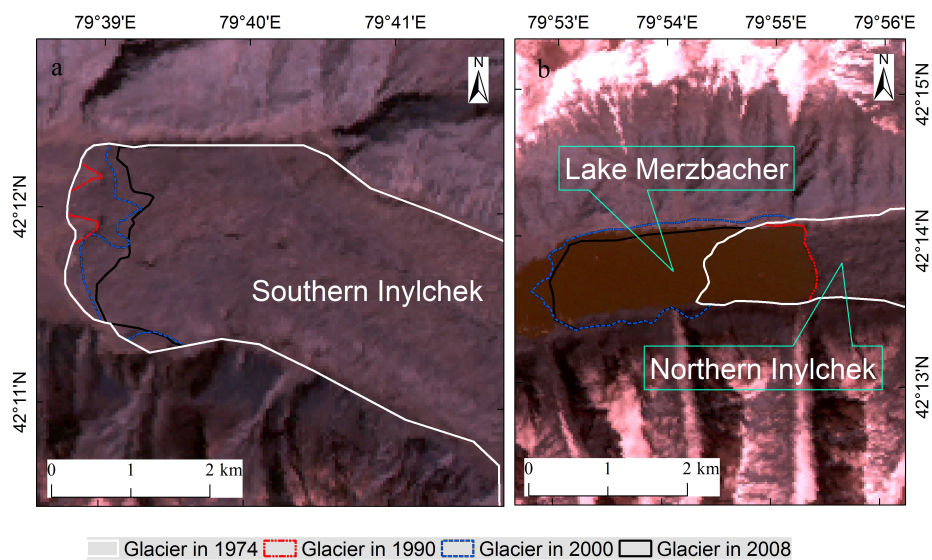 79°39'E 79°40'E 79°41'E
79°53'E 79°54'E 79°55'E 79°56'E
a
N
42°12'N
42°11'N
Southern Inylchek
0 1 2 km
b
N
42°15'N
42°14'N
42°13'N
Lake Merzbacher
Northern Inylchek
0 1 2 km
Glacier in 1974 Glacier in 1990 Glacier in 2000 Glacier in 2008